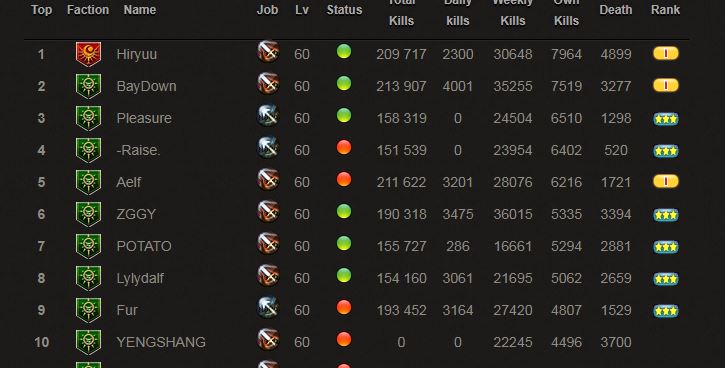 Top Faction Name Job Lv Status Total Kills Daily kills Weekly Kills Own Kills Death Rank
1 Hiryuu 60 209 717 2300 30648 7964 4899 I
2 BayDown 60 213 907 4001 35255 7519 3277 I
3 Pleasure 60 158 319 0 24504 6510 1298
4 -Raise. 60 151 539 0 23954 6402 520
5 Aelf 60 211 622 3201 28076 6216 1721 I
6 ZGGY 60 190 318 3475 36015 5335 3394
7 POTATO 60 155 727 286 16661 5294 2881
8 Lylydalf 60 154 160 3061 21695 5062 2659
9 Fur 60 193 452 3164 27420 4807 1529
10 YENGSHANG 60 0 0 22245 4496 3700